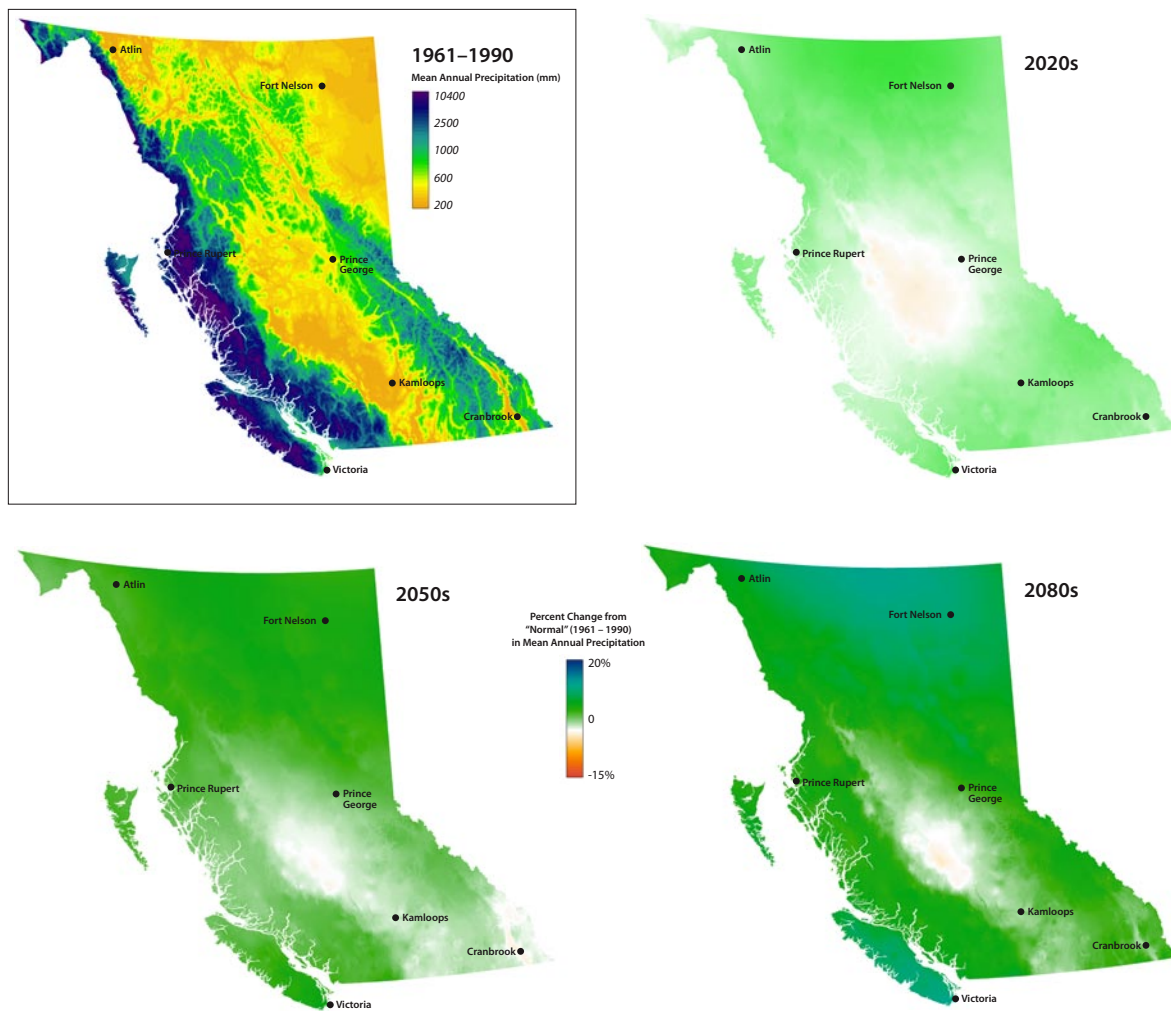 1961–1990
Mean Annual Precipitation (mm)
10400
2500
1000
600
200
Atlin
Fort Nelson
Prince Rupert
Prince
George
Kamloops
Cranbrook
Victoria
2020s
Atlin
Fort Nelson
Prince Rupert
Prince
George
Kamloops
Cranbrook
Victoria
2050s
Atlin
Fort Nelson
Prince Rupert
Prince
George
Kamloops
Cranbrook
Victoria
Percent Change from
“Normal” (1961 – 1990)
in Mean Annual Precipitation
20%
0
-15%
2080s
Atlin
Fort Nelson
Prince Rupert
Prince
George
Kamloops
Cranbrook
Victoria